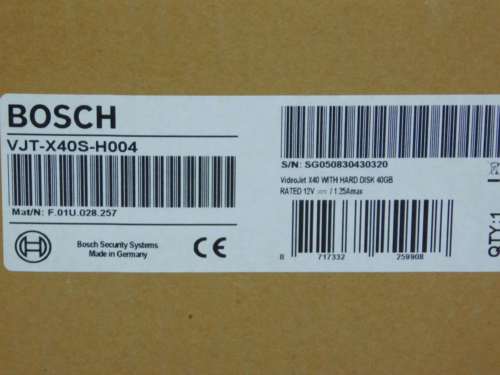 BOSCH
VJT-X40S-H004
Mat/N: F.01U.028.257
Bosch Security Systems
Made in Germany
CE
S/N: SG050830430320
VideoJet X40 WITH HARD DISK 40GB
RATED 12V ⎓ / 1.25Amax
8 717332 259908
QTY:1